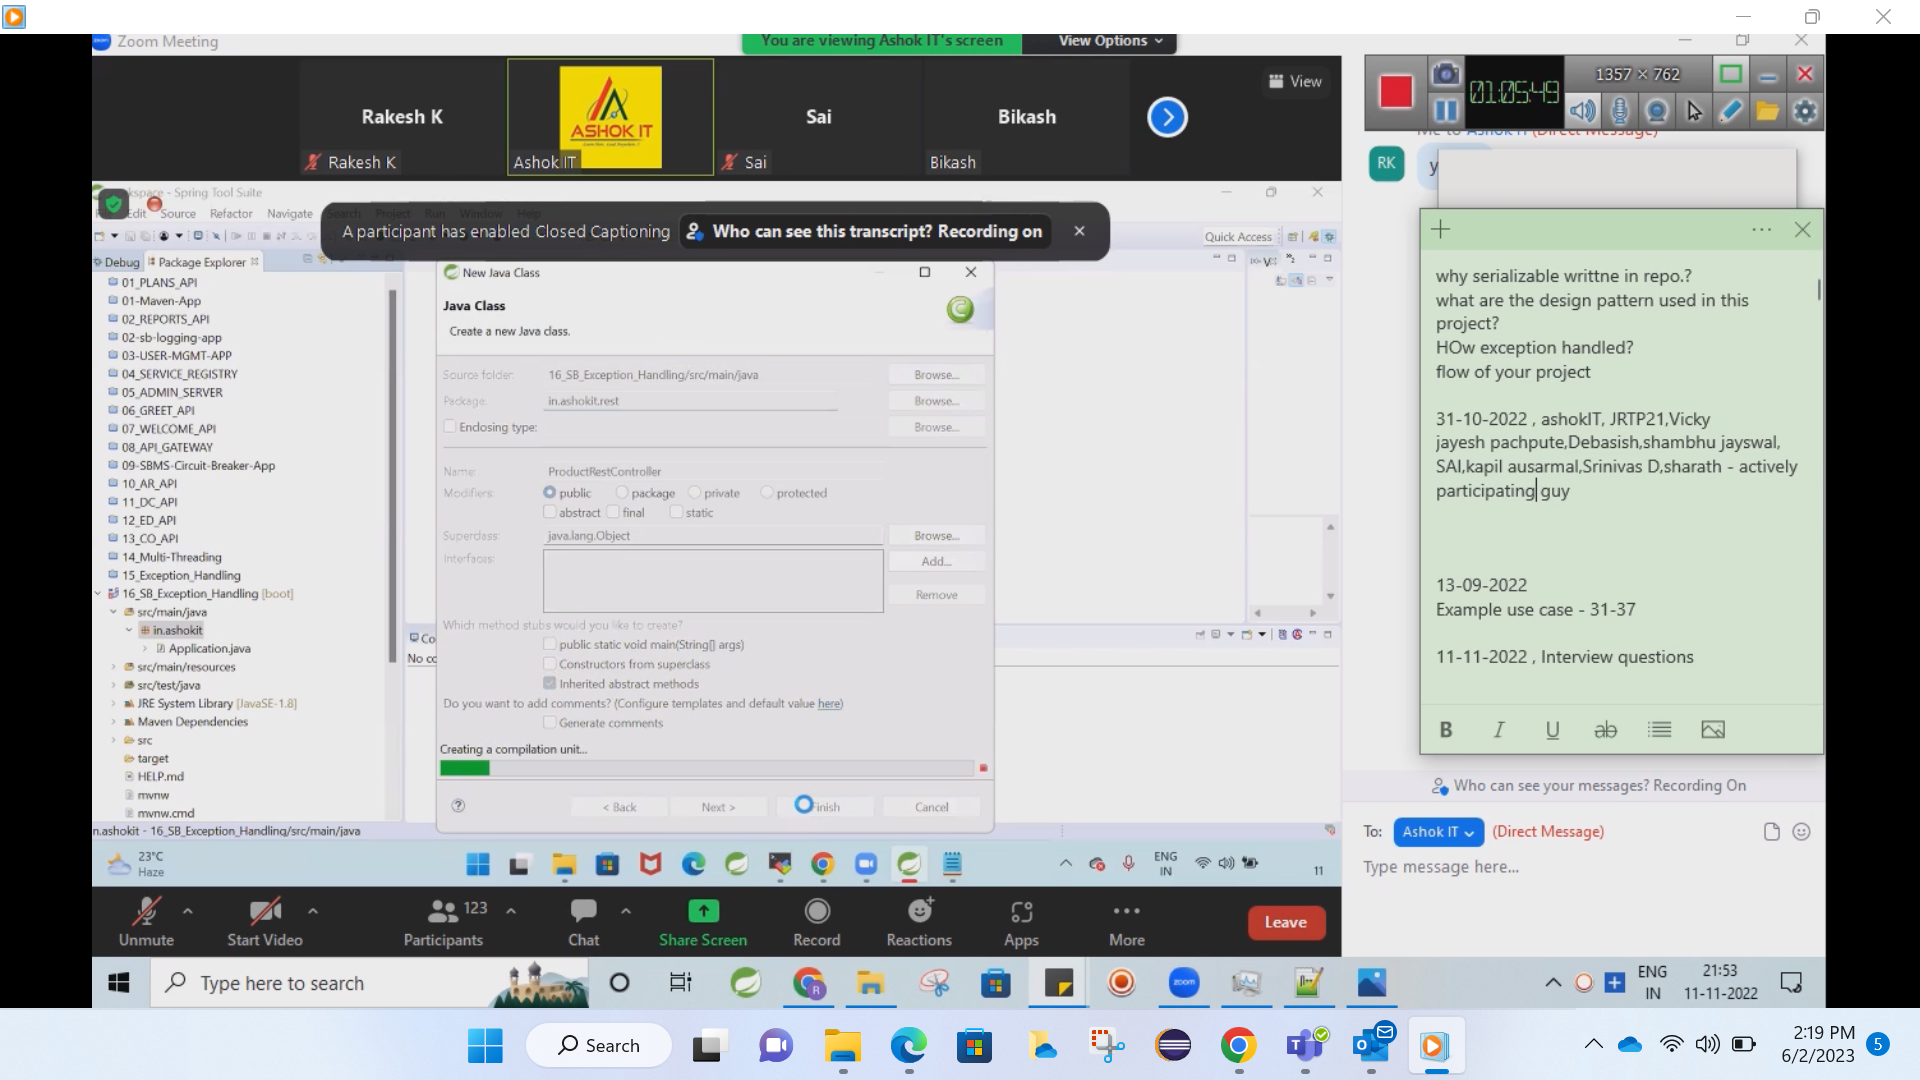 Zoom Meeting
You are viewing Ashok IT's screen
View Options
Rakesh K
Rakesh K
ASHOK IT
Ashok IT
Sai
Sai
Bikash
Bikash
View
01:05:49
1357 × 762
Me to Ashok IT (Direct Message)
RK
y
kspace - Spring Tool Suite
Edit Source Refactor Navigate Search Project Run Window Help
A participant has enabled Closed Captioning
Who can see this transcript? Recording on
Quick Access
Debug
Package Explorer
01_PLANS_API
01-Maven-App
02_REPORTS_API
02-sb-logging-app
03-USER-MGMT-APP
04_SERVICE_REGISTRY
05_ADMIN_SERVER
06_GREET_API
07_WELCOME_API
08_API_GATEWAY
09-SBMS-Circuit-Breaker-App
10_AR_API
11_DC_API
12_ED_API
13_CO_API
14_Multi-Threading
15_Exception_Handling
16_SB_Exception_Handling [boot]
src/main/java
in.ashokit
Application.java
src/main/resources
src/test/java
JRE System Library [JavaSE-1.8]
Maven Dependencies
src
target
HELP.md
mvnw
mvnw.cmd
n.ashokit - 16_SB_Exception_Handling/src/main/java
New Java Class
Java Class
Create a new Java class.
Source folder: 16_SB_Exception_Handling/src/main/java Browse...
Package: in.ashokit.rest Browse...
Enclosing type: Browse...
Name: ProductRestController
Modifiers: public package private protected
abstract final static
Superclass: java.lang.Object Browse...
Interfaces: Add...
Remove
Which method stubs would you like to create?
public static void main(String[] args)
Constructors from superclass
Inherited abstract methods
Do you want to add comments? (Configure templates and default value here)
Generate comments
Creating a compilation unit...
< Back Next > Finish Cancel
Co
No co
why serializable writtne in repo.?
what are the design pattern used in this
project?
HOw exception handled?
flow of your project
31-10-2022 , ashokIT, JRTP21,Vicky
jayesh pachpute,Debasish,shambhu jayswal,
SAI,kapil ausarmal,Srinivas D,sharath - actively
participating guy
13-09-2022
Example use case - 31-37
11-11-2022 , Interview questions
B I U ab
Who can see your messages? Recording On
To: Ashok IT (Direct Message)
Type message here...
23°C
Haze
ENG
IN
11
Unmute
Start Video
123
Participants
Chat
Share Screen
Record
Reactions
Apps
More
Leave
Type here to search
R
zoom
ENG
IN
21:53
11-11-2022
Search
2:19 PM
6/2/2023
5